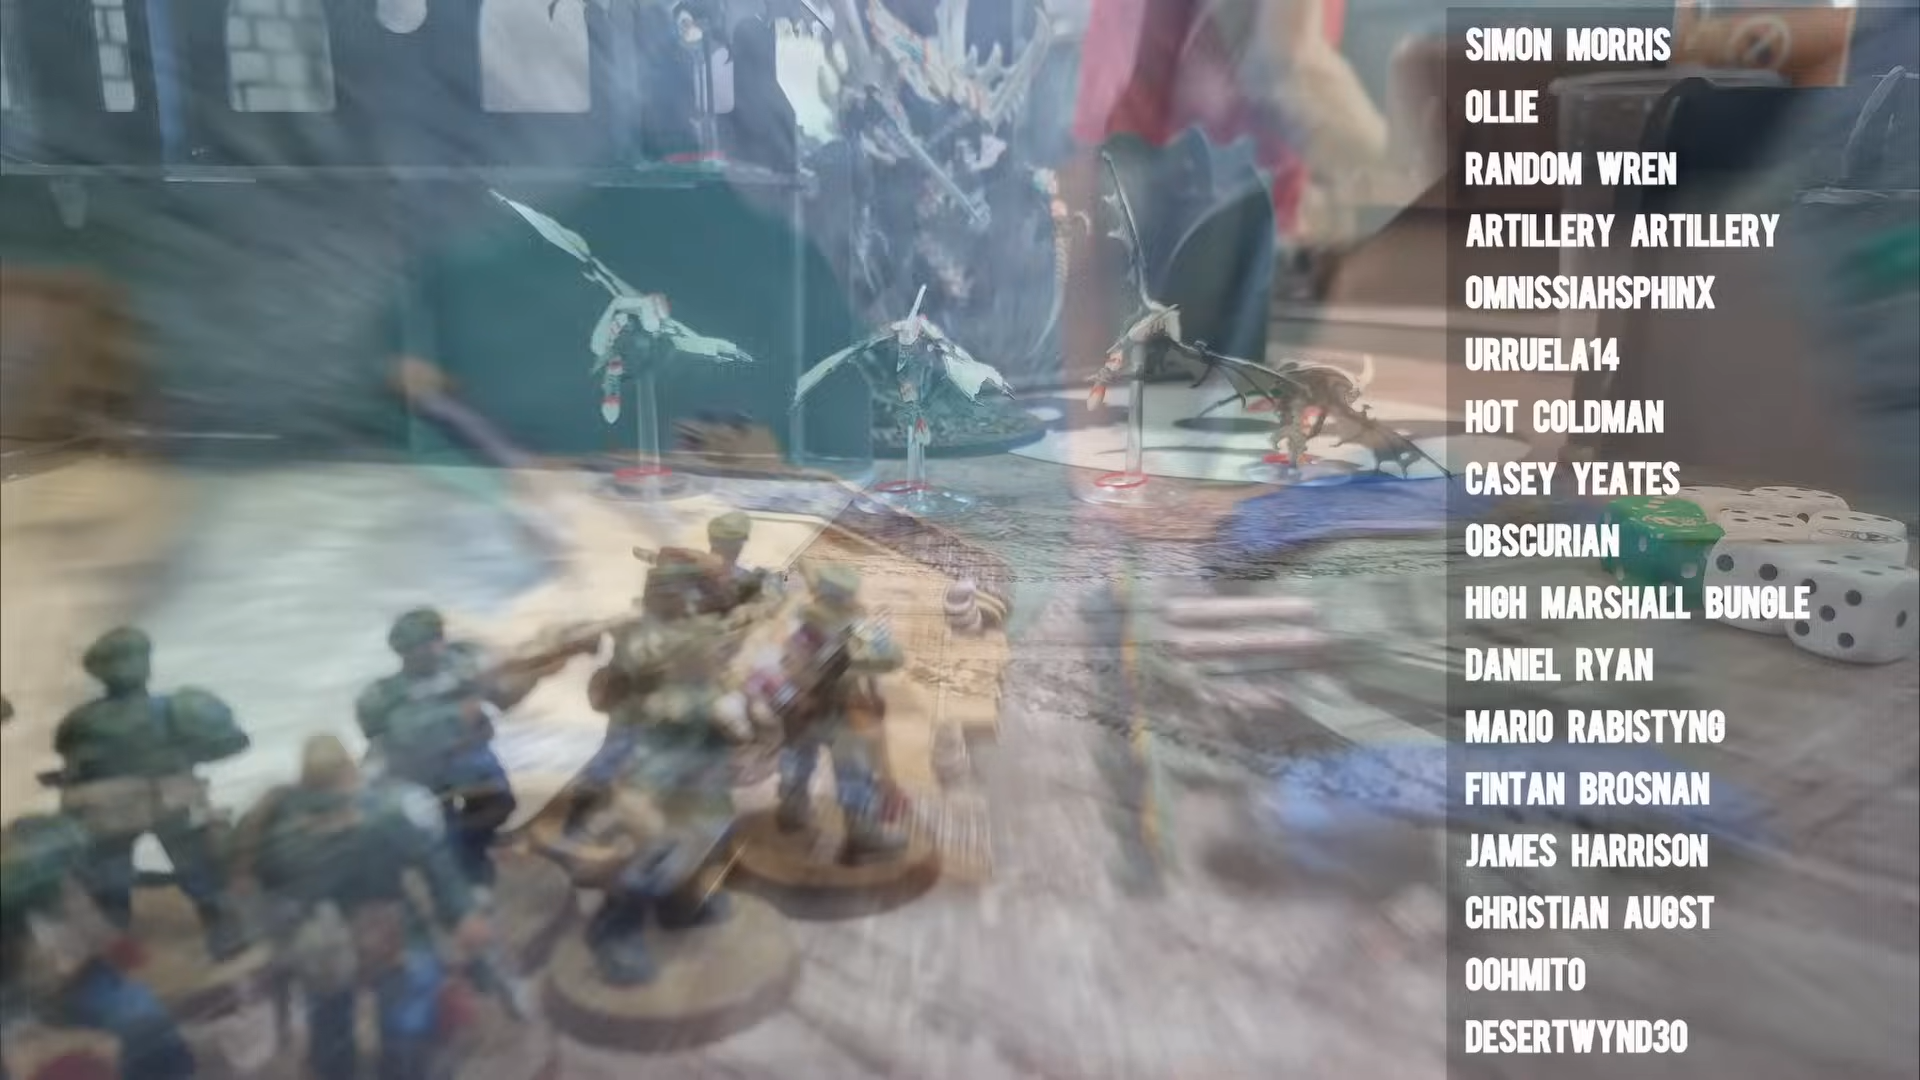 SIMON MORRIS
OLLIE
RANDOM WREN
ARTILLERY ARTILLERY
OMNISSIAHSPHINX
URRUELA14
HOT COLDMAN
CASEY YEATES
OBSCURIAN
HIGH MARSHALL BUNGLE
DANIEL RYAN
MARIO RABISTYNG
FINTAN BROSNAN
JAMES HARRISON
CHRISTIAN AUGST
OOHMITO
DESERTWYND30